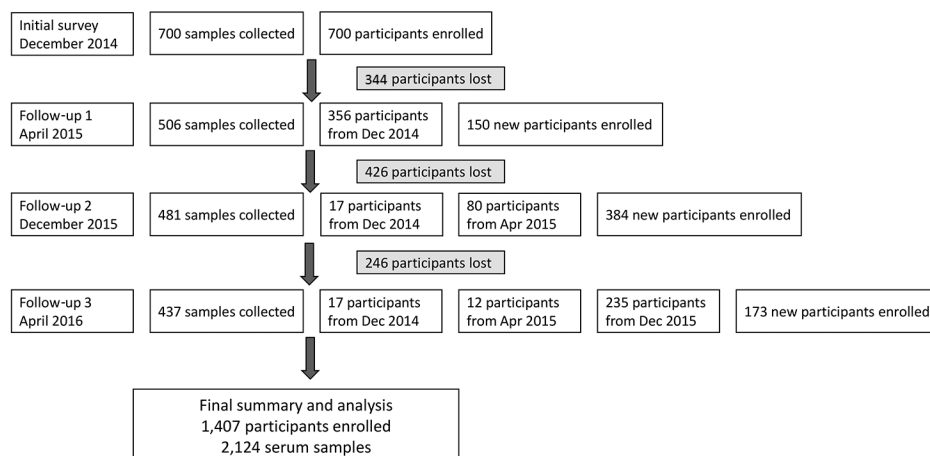 Initial survey
December 2014
700 samples collected
700 participants enrolled
344 participants lost
Follow-up 1
April 2015
506 samples collected
356 participants
from Dec 2014
150 new participants enrolled
426 participants lost
Follow-up 2
December 2015
481 samples collected
17 participants
from Dec 2014
80 participants
from Apr 2015
384 new participants enrolled
246 participants lost
Follow-up 3
April 2016
437 samples collected
17 participants
from Dec 2014
12 participants
from Apr 2015
235 participants
from Dec 2015
173 new participants enrolled
Final summary and analysis
1,407 participants enrolled
2,124 serum samples